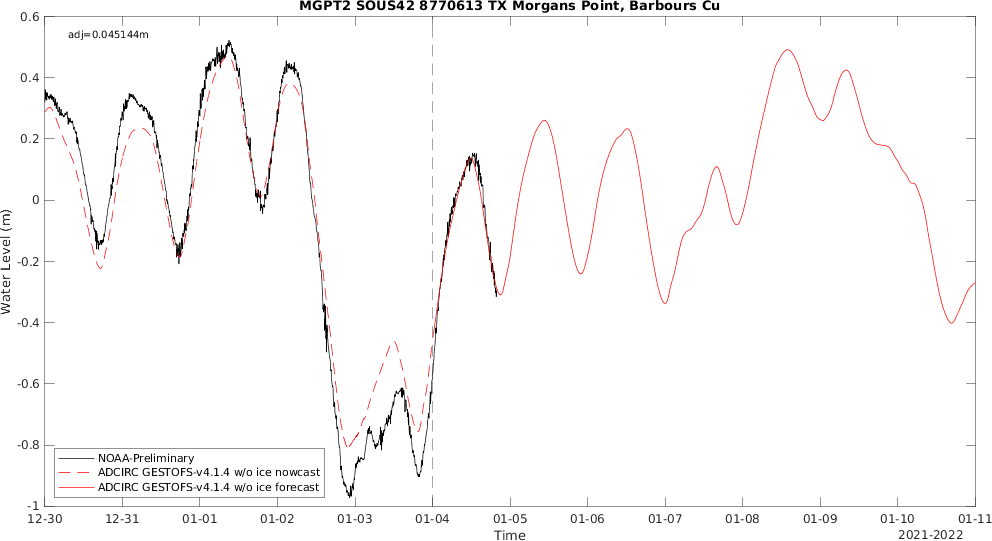 MGPT2 SOUS42 8770613 TX Morgans Point, Barbours Cu
adj=0.045144m
0.6
0.4
0.2
0
-0.2
-0.4
-0.6
-0.8
-1
Water Level (m)
NOAA-Preliminary
ADCIRC GESTOFS-v4.1.4 w/o ice nowcast
ADCIRC GESTOFS-v4.1.4 w/o ice forecast
12-30 12-31 01-01 01-02 01-03 01-04 01-05 01-06 01-07 01-08 01-09 01-10 01-11
Time
2021-2022